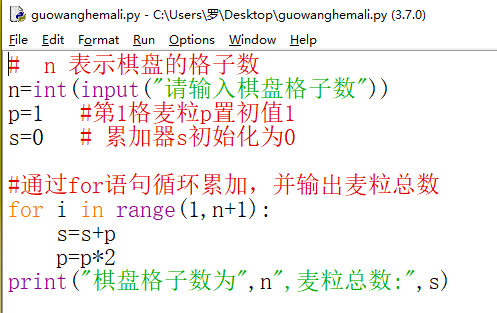 guowanghemali.py - C:\Users\罗\Desktop\guowanghemali.py (3.7.0)
File Edit Format Run Options Window Help
# n 表示棋盘的格子数
n=int(input("请输入棋盘格子数"))
p=1 #第1格麦粒p置初值1
s=0 # 累加器s初始化为0
#通过for语句循环累加，并输出麦粒总数
for i in range(1,n+1):
s=s+p
p=p*2
print("棋盘格子数为",n",麦粒总数:",s)